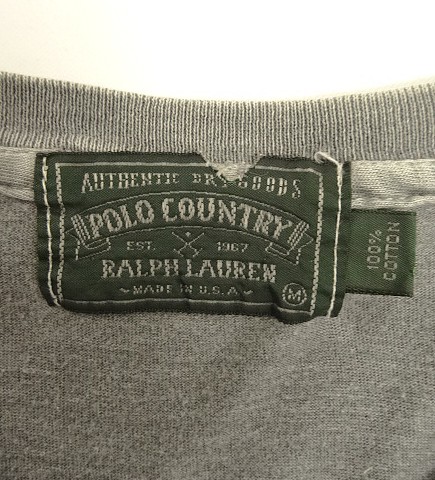 AUTHENTIC DRY GOODS
POLO COUNTRY
EST. 1967
RALPH LAUREN
~MADE IN U.S.A~
M
100%
COTTON